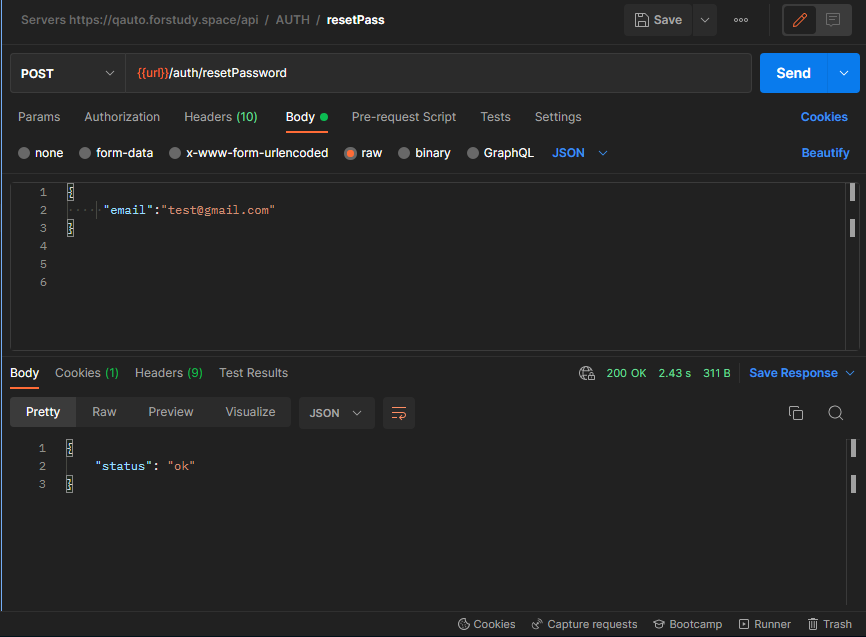 Servers https://qauto.forstudy.space/api / AUTH / resetPass Save
POST {{url}}/auth/resetPassword Send
Params Authorization Headers (10) Body Pre-request Script Tests Settings Cookies
none form-data x-www-form-urlencoded raw binary GraphQL JSON Beautify
1 {
2 "email":"test@gmail.com"
3 }
4
5
6
Body Cookies (1) Headers (9) Test Results 200 OK 2.43 s 311 B Save Response
Pretty Raw Preview Visualize JSON
1 {
2 "status": "ok"
3 }
Cookies Capture requests Bootcamp Runner Trash